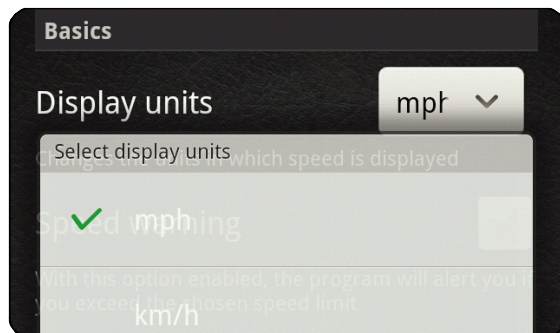 Basics
Display units
mph
Select display units
Changes the units in which speed is displayed
mph
Speed warning
With this option enabled, the program will alert you if
you exceed the chosen speed limit
km/h